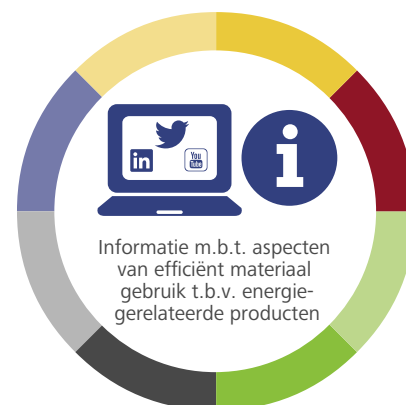 in
You
Tube
i
Informatie m.b.t. aspecten
van efficiënt materiaal
gebruik t.b.v. energie-
gerelateerde producten